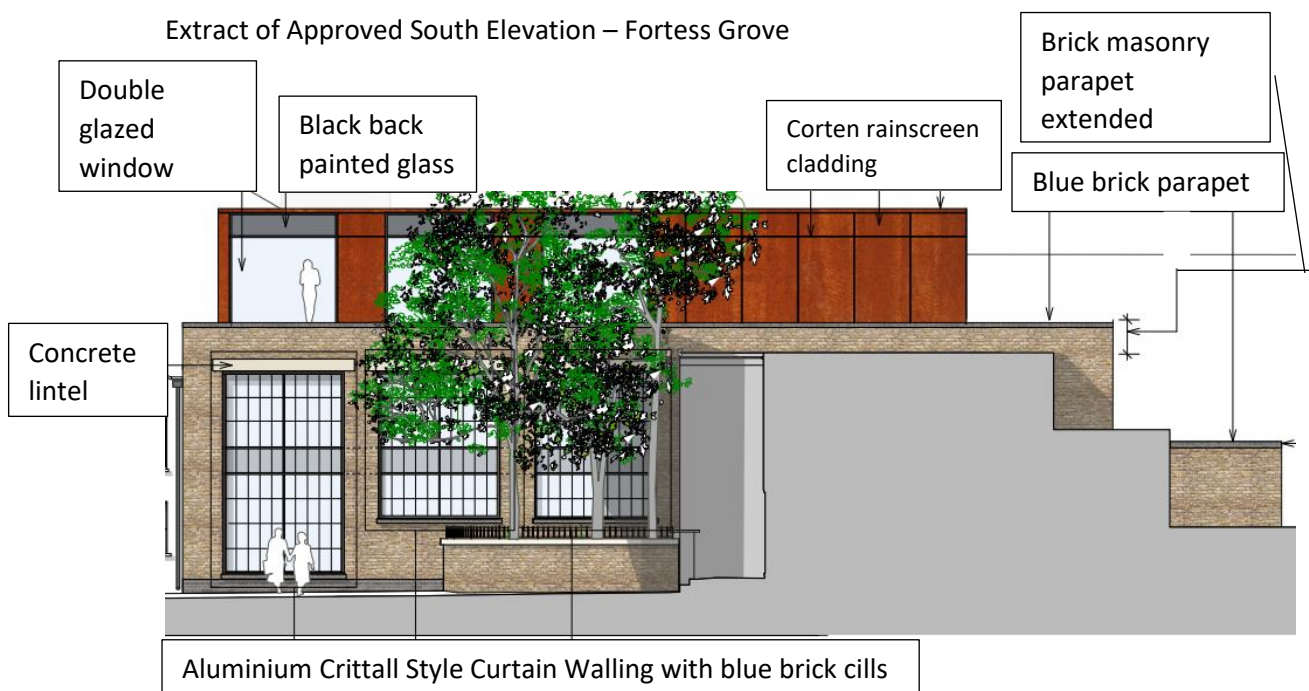 Extract of Approved South Elevation – Fortess Grove
Brick masonry
parapet
extended
Double
glazed
window
Black back
painted glass
Corten rainscreen
cladding
Blue brick parapet
Concrete
lintel
Aluminium Crittall Style Curtain Walling with blue brick cills